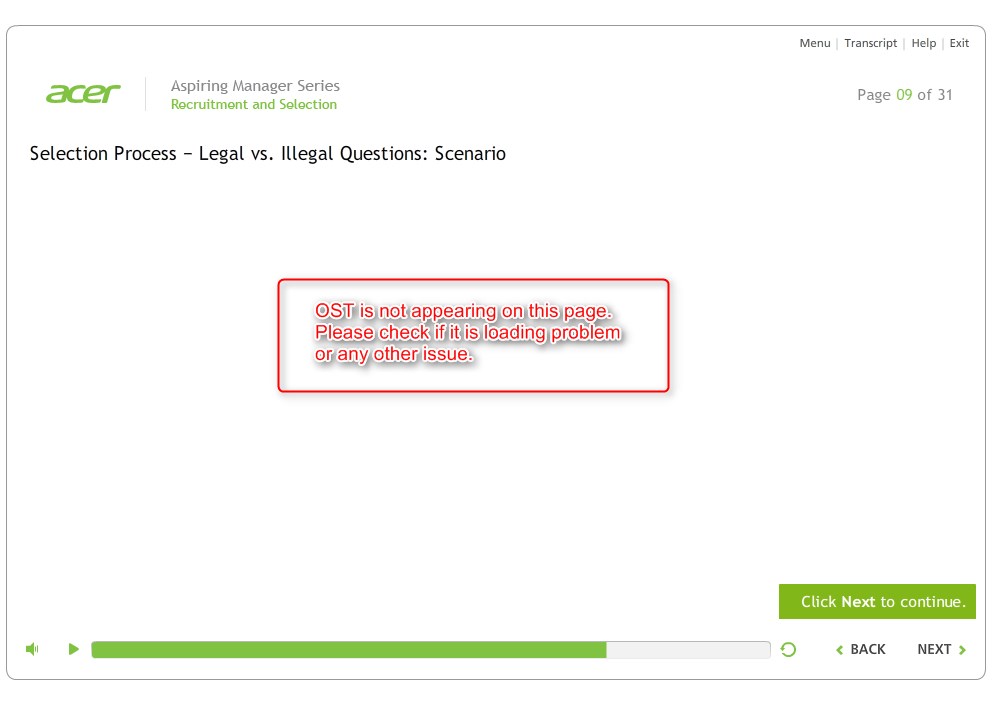 Menu | Transcript | Help | Exit
acer
Aspiring Manager Series
Recruitment and Selection
Page 09 of 31
Selection Process – Legal vs. Illegal Questions: Scenario
OST is not appearing on this page.
Please check if it is loading problem
or any other issue.
Click Next to continue.
BACK
NEXT